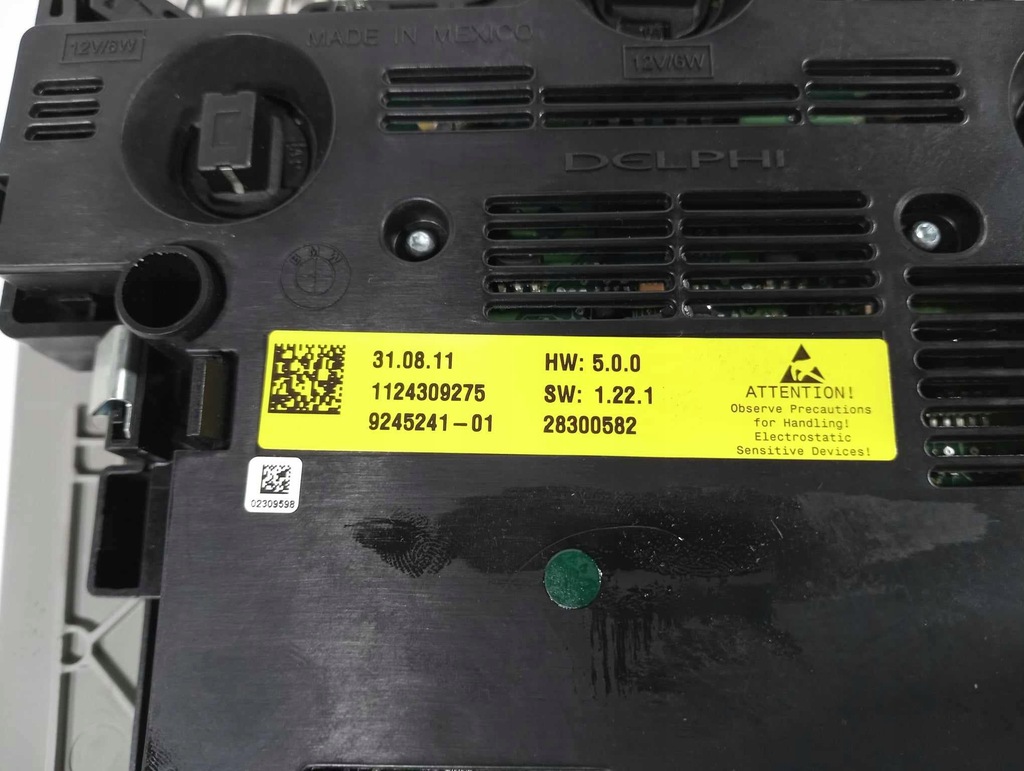 12V/6W
MADE IN MEXICO
12V/6W
DELPHI
BMW
31.08.11
1124309275
9245241-01
HW: 5.0.0
SW: 1.22.1
28300582
ATTENTION!
Observe Precautions
for Handling!
Electrostatic
Sensitive Devices!
02309598